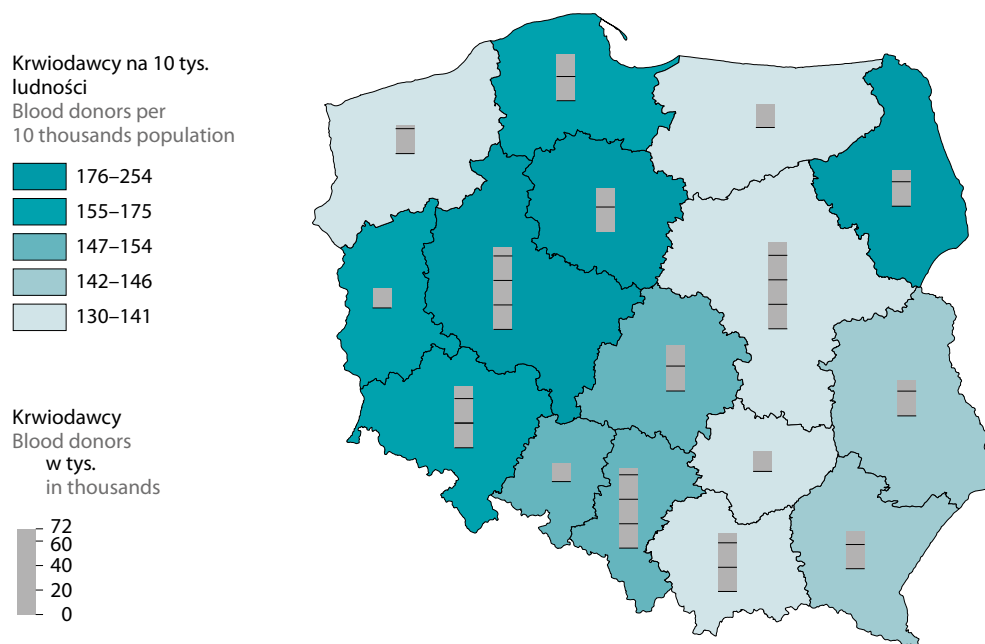 Krwiodawcy na 10 tys.
ludności
Blood donors per
10 thousands population
176–254
155–175
147–154
142–146
130–141
Krwiodawcy
Blood donors
w tys.
in thousands
72
60
40
20
0